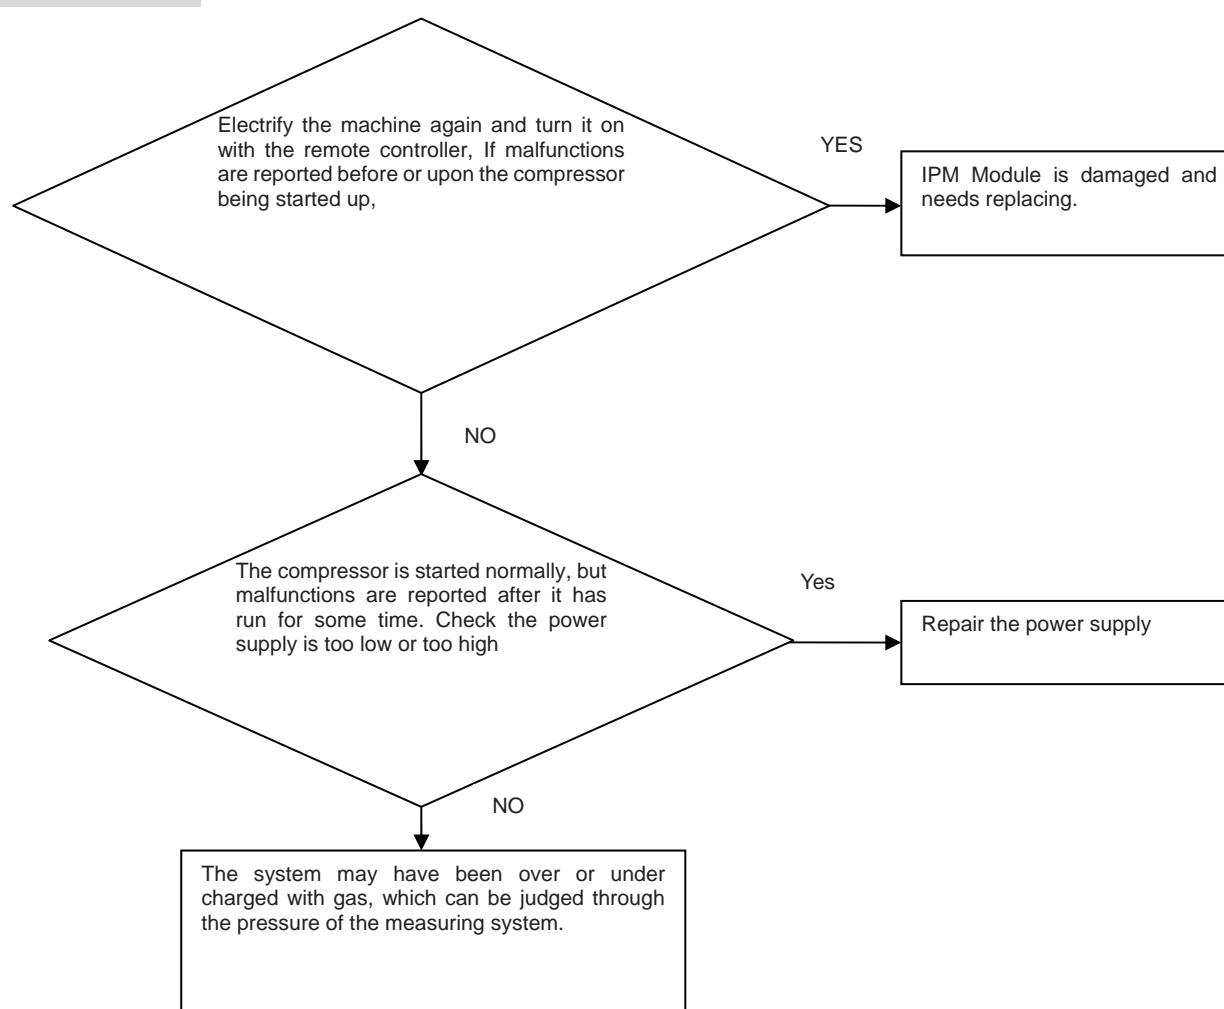 Electrify the machine again and turn it on
with the remote controller, If malfunctions
are reported before or upon the compressor
being started up,
YES
IPM Module is damaged and
needs replacing.
NO
The compressor is started normally, but
malfunctions are reported after it has
run for some time. Check the power
supply is too low or too high
Yes
Repair the power supply
NO
The system may have been over or under
charged with gas, which can be judged through
the pressure of the measuring system.